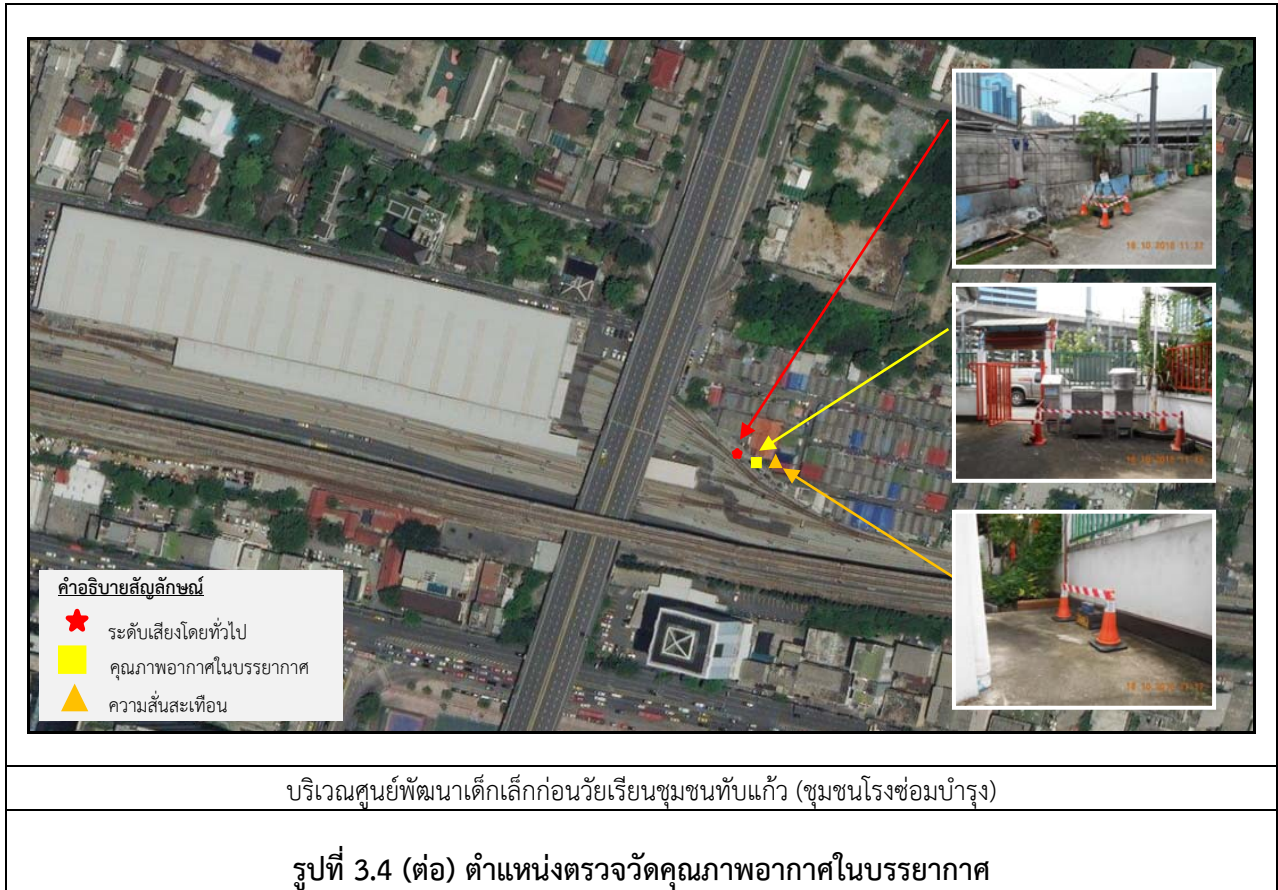 18 10 2018 11:32
คำอธิบายสัญลักษณ์
ระดับเสียงโดยทั่วไป
คุณภาพอากาศในบรรยากาศ
ความสั่นสะเทือน
บริเวณศูนย์พัฒนาเด็กเล็กก่อนวัยเรียนชุมชนทับแก้ว (ชุมชนโรงซ่อมบำรุง)
รูปที่ 3.4 (ต่อ) ตำแหน่งตรวจวัดคุณภาพอากาศในบรรยากาศ